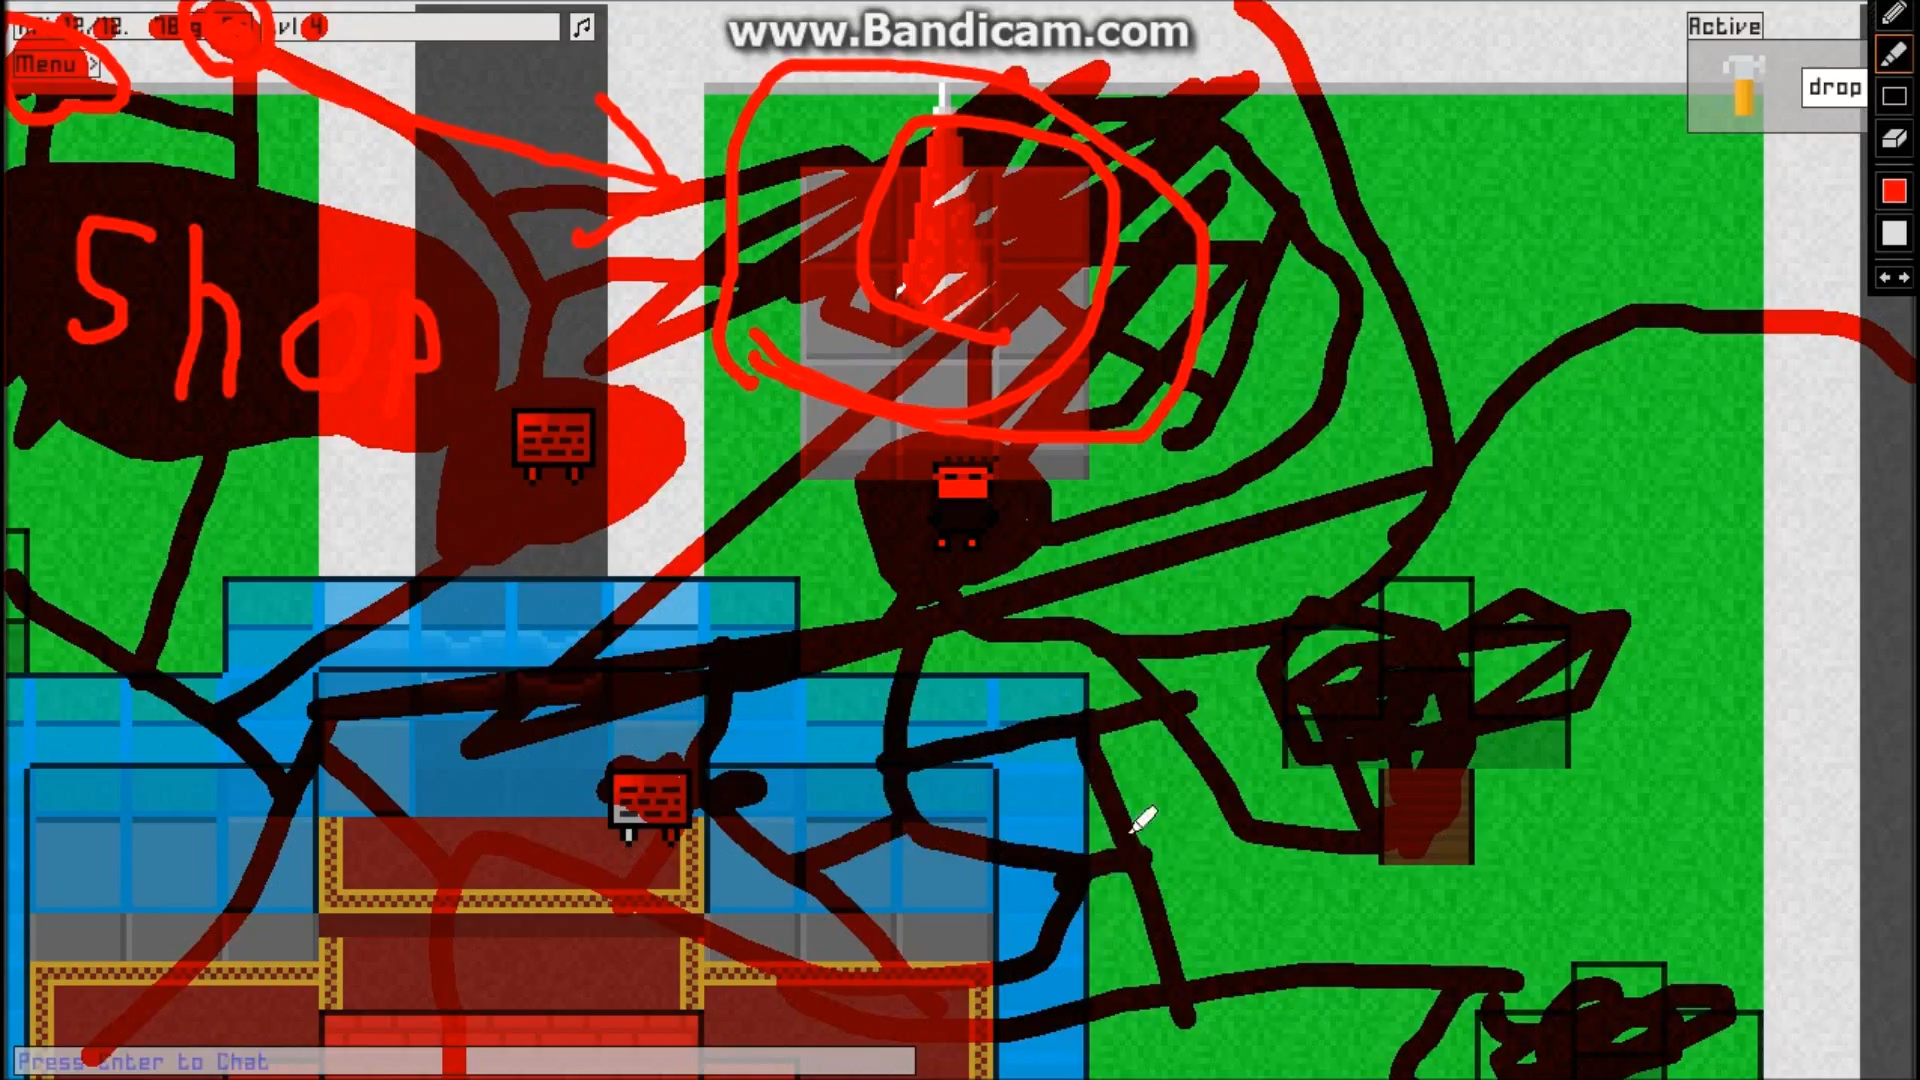 www.Bandicam.com
Active
Menu >
drop
Shop
Press Enter to Chat